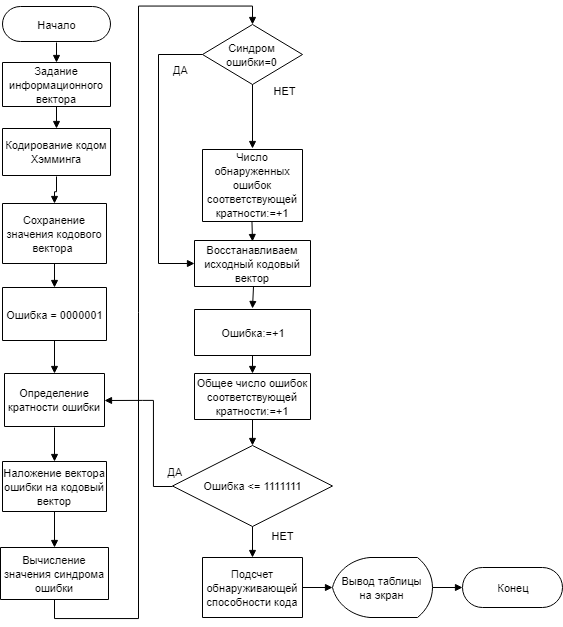 Начало
Задание
информационного
вектора
Кодирование кодом
Хэмминга
Сохранение
значения кодового
вектора
Ошибка = 0000001
Определение
кратности ошибки
Наложение вектора
ошибки на кодовый
вектор
Вычисление
значения синдрома
ошибки
Синдром
ошибки=0
ДА
НЕТ
Число
обнаруженных
ошибок
соответствующей
кратности:=+1
Восстанавливаем
исходный кодовый
вектор
Ошибка:=+1
Общее число ошибок
соответствующей
кратности:=+1
ДА
Ошибка <= 1111111
НЕТ
Подсчет
обнаруживающей
способности кода
Вывод таблицы
на экран
Конец